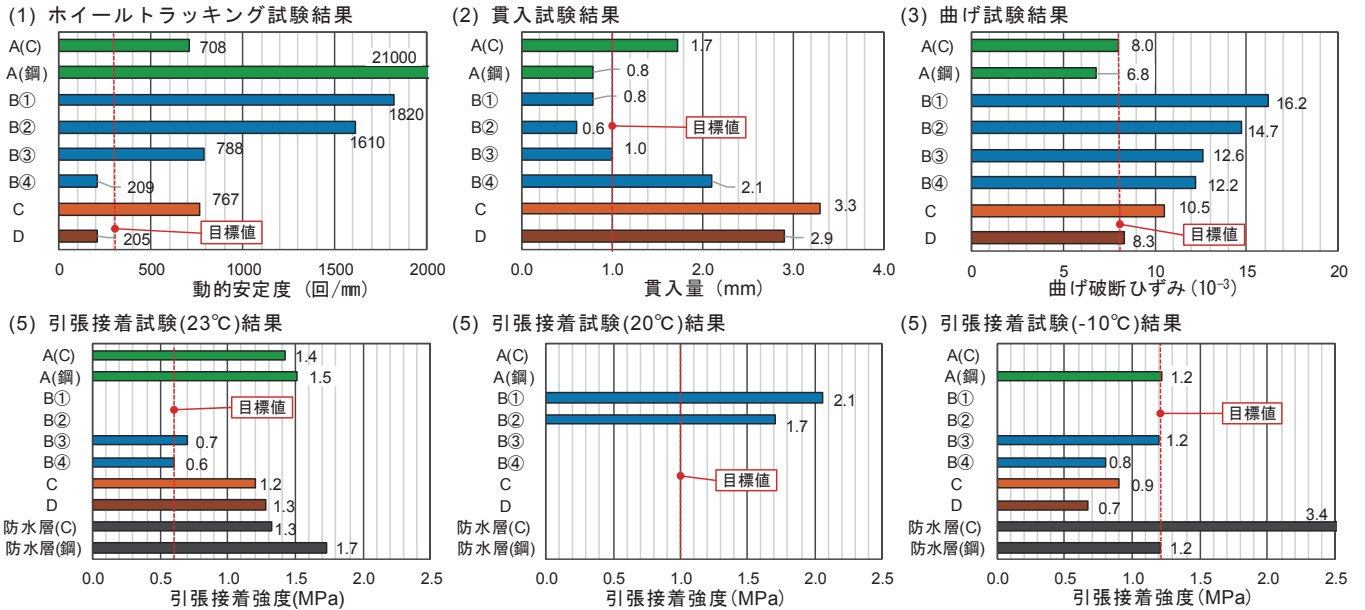 (1) ホイールトラッキング試験結果
A(C)
708
A(鋼)
21000
B①
1820
B②
1610
B③
788
B④
209
C
767
D
205
目標値
0 500 1000 1500 2000
動的安定度 (回/㎜)
(2) 貫入試験結果
1.7
0.8
0.8
0.6
目標値
1.0
2.1
3.3
2.9
0.0 1.0 2.0 3.0 4.0
貫入量 (mm)
(3) 曲げ試験結果
A(C)
8.0
A(鋼)
6.8
B①
16.2
B②
14.7
B③
12.6
B④
12.2
C
10.5
D
8.3
目標値
0 5 10 15 20
曲げ破断ひずみ (10⁻³)
(5) 引張接着試験(23℃)結果
A(C)
1.4
A(鋼)
1.5
B①
目標値
B②
B③
0.7
B④
0.6
C
1.2
D
1.3
防水層(C)
1.3
防水層(鋼)
1.7
0.0 0.5 1.0 1.5 2.0 2.5
引張接着強度(MPa)
(5) 引張接着試験(20℃)結果
A(C)
A(鋼)
B①
2.1
B②
1.7
B③
B④
C
目標値
D
防水層(C)
防水層(鋼)
0.0 0.5 1.0 1.5 2.0 2.5
引張接着強度(MPa)
(5) 引張接着試験(-10℃)結果
A(C)
A(鋼)
1.2
B①
B②
目標値
B③
1.2
B④
0.8
C
0.9
D
0.7
防水層(C)
3.4
防水層(鋼)
1.2
0.0 0.5 1.0 1.5 2.0 2.5
引張接着強度(MPa)